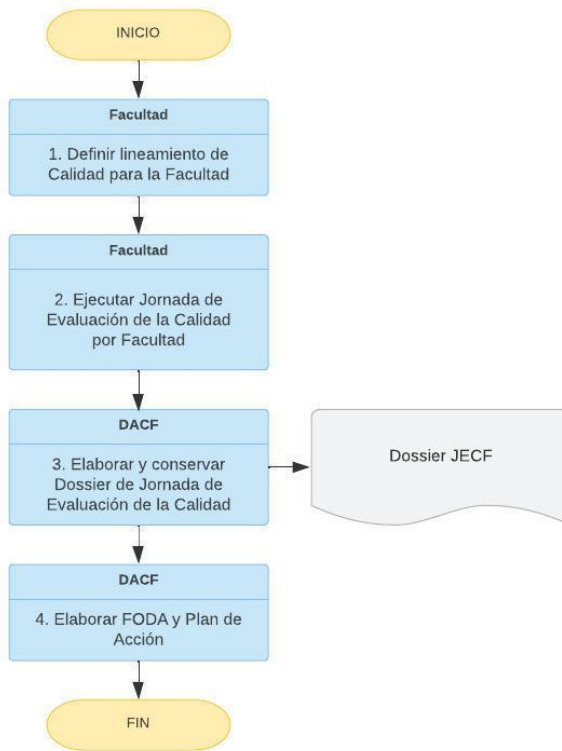 INICIO
Facultad
1. Definir lineamiento de
Calidad para la Facultad
Facultad
2. Ejecutar Jornada de
Evaluación de la Calidad
por Facultad
DACF
3. Elaborar y conservar
Dossier de Jornada de
Evaluación de la Calidad
Dossier JECF
DACF
4. Elaborar FODA y Plan de
Acción
FIN